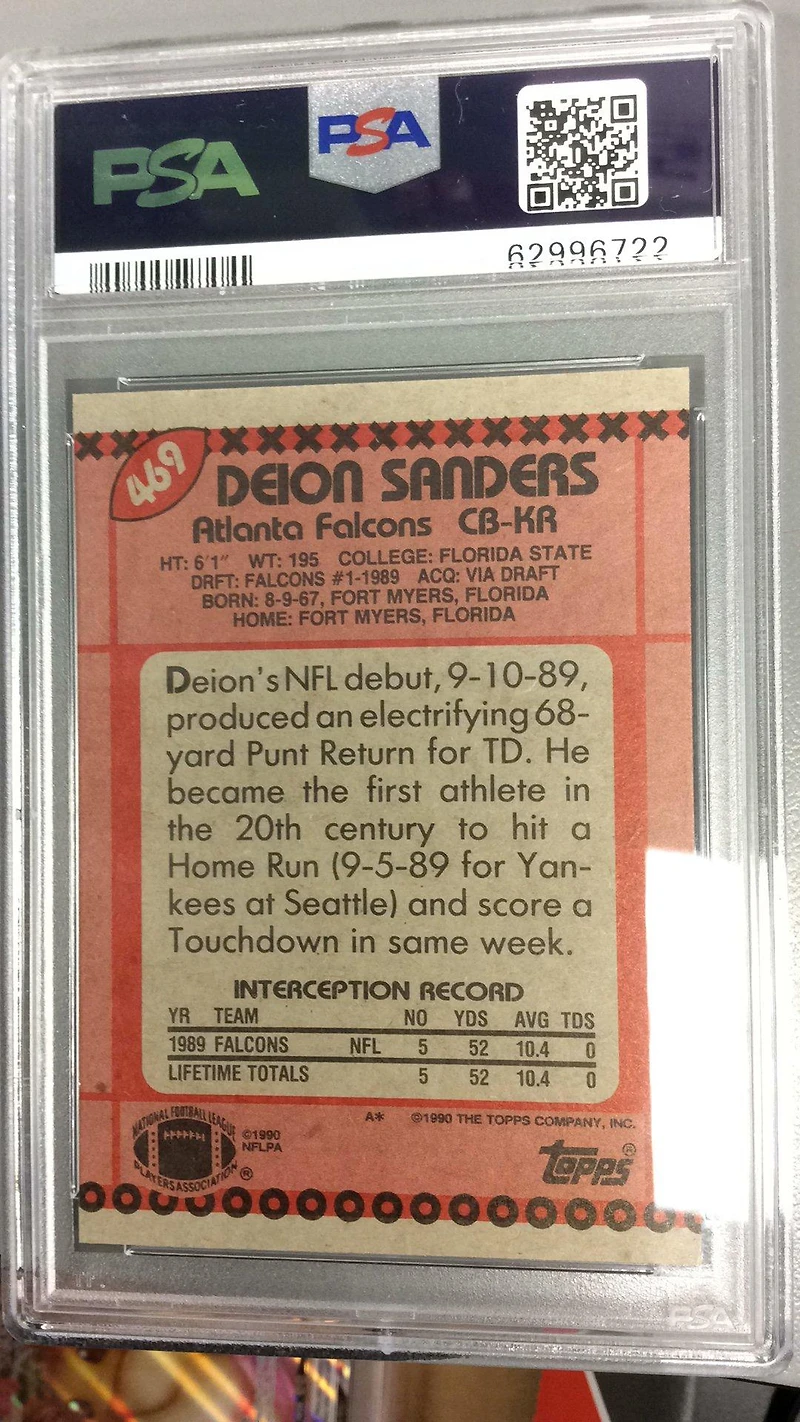 PSA
PSA
62996722
469
DEION SANDERS
Atlanta Falcons CB-KR
HT: 6'1" WT: 195 COLLEGE: FLORIDA STATE
DRFT: FALCONS #1-1989 ACQ: VIA DRAFT
BORN: 8-9-67, FORT MYERS, FLORIDA
HOME: FORT MYERS, FLORIDA
Deion's NFL debut, 9-10-89,
produced an electrifying 68-
yard Punt Return for TD. He
became the first athlete in
the 20th century to hit a
Home Run (9-5-89 for Yan-
kees at Seattle) and score a
Touchdown in same week.
INTERCEPTION RECORD
YR TEAM NO YDS AVG TDS
1989 FALCONS NFL 5 52 10.4 0
LIFETIME TOTALS 5 52 10.4 0
NATIONAL FOOTBALL LEAGUE
PLAYERS ASSOCIATION ®
©1990
NFLPA
A* ©1990 THE TOPPS COMPANY, INC.
topps®
PSA